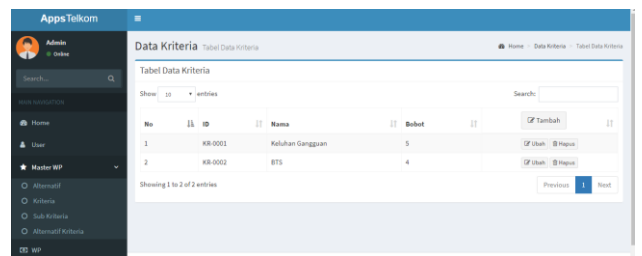 AppsTelkom
Admin
Online
Search...
MAIN NAVIGATION
Home
User
Master WP
Alternatif
Kriteria
Sub Kriteria
Alternatif Kriteria
WP
Data Kriteria Tabel Data Kriteria
Home > Data Kriteria > Tabel Data Kriteria
Tabel Data Kriteria
Show 10 entries Search:
No ID Nama Bobot Tambah
1 KR-0001 Keluhan Gangguan 5 Ubah Hapus
2 KR-0002 BTS 4 Ubah Hapus
Showing 1 to 2 of 2 entries Previous 1 Next